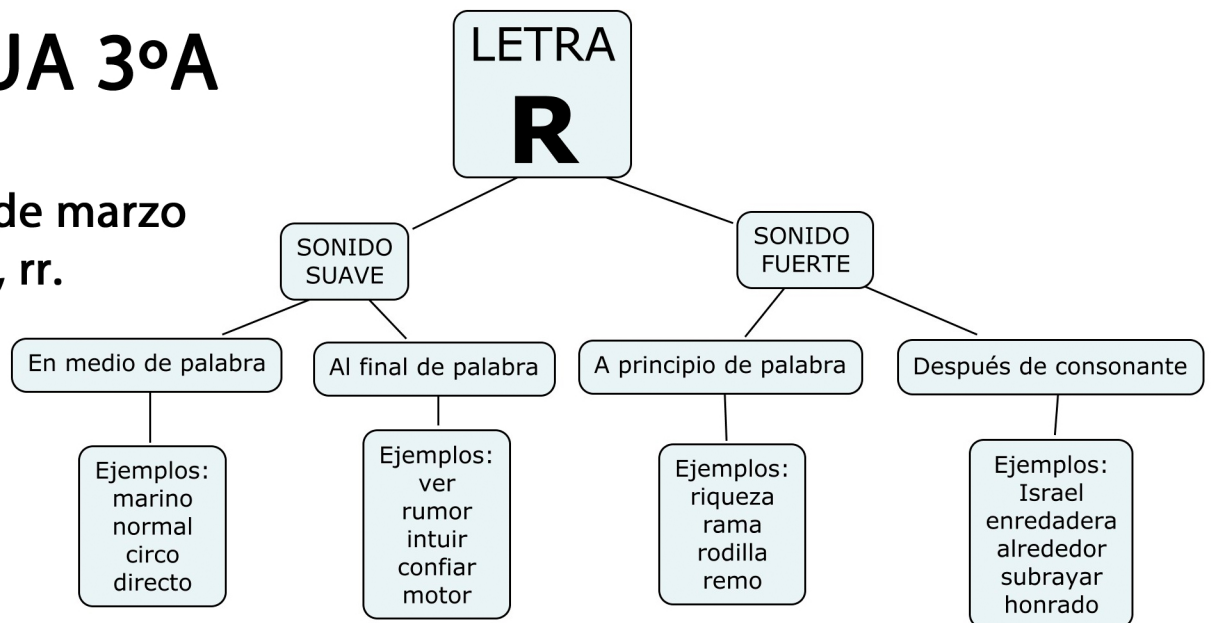 UA 3ºA
de marzo
, rr.
LETRA
R
SONIDO
SUAVE
SONIDO
FUERTE
En medio de palabra
Al final de palabra
A principio de palabra
Después de consonante
Ejemplos:
marino
normal
circo
directo
Ejemplos:
ver
rumor
intuir
confiar
motor
Ejemplos:
riqueza
rama
rodilla
remo
Ejemplos:
Israel
enredadera
alrededor
subrayar
honrado